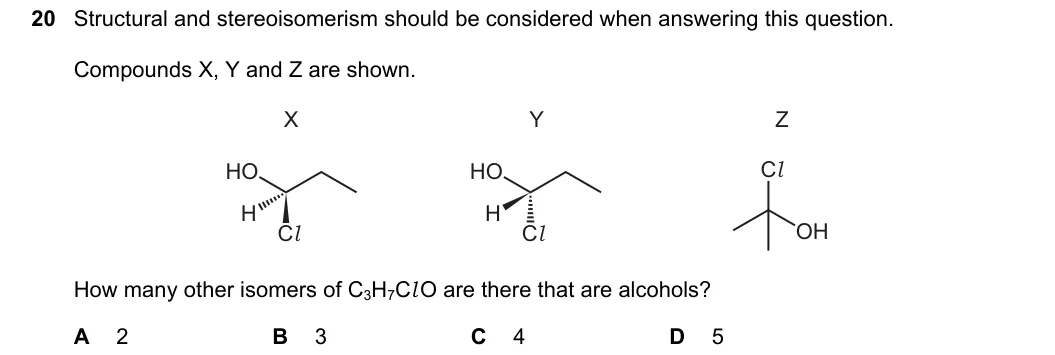 20 Structural and stereoisomerism should be considered when answering this question.
Compounds X, Y and Z are shown.
X Y Z
HO HO Cl
H H OH
Cl Cl
How many other isomers of C₃H₇ClO are there that are alcohols?
A 2 B 3 C 4 D 5